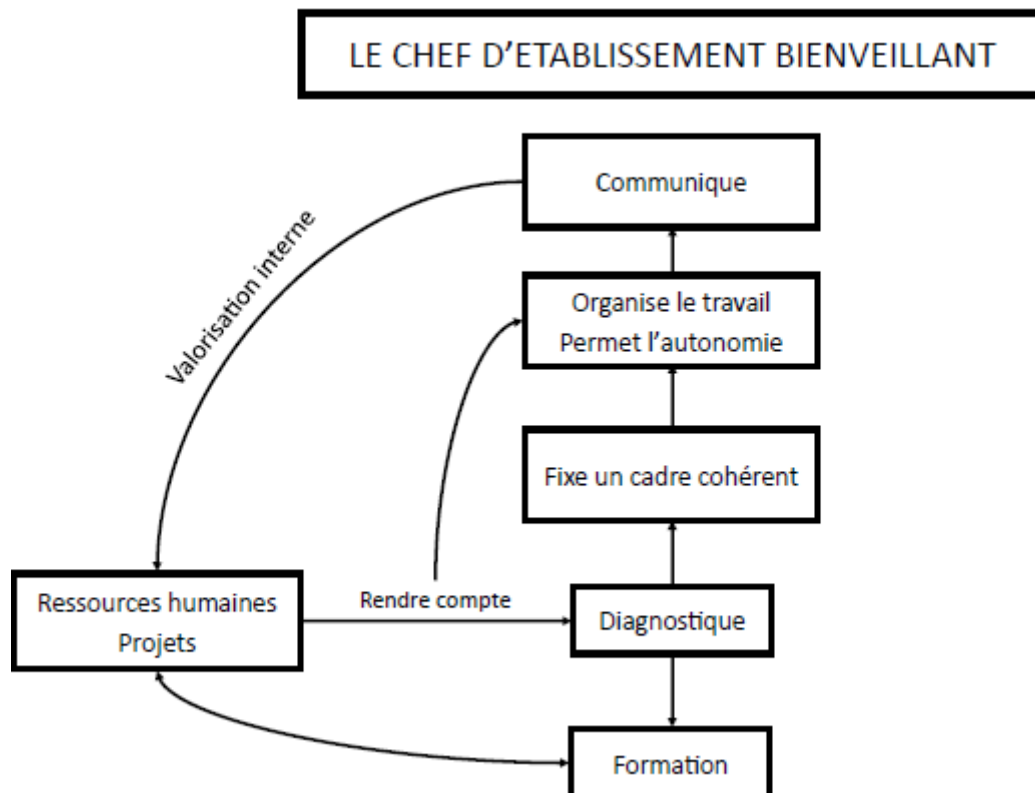 LE CHEF D’ETABLISSEMENT BIENVEILLANT
Communique
Valorisation interne
Organise le travail
Permet l’autonomie
Fixe un cadre cohérent
Ressources humaines
Projets
Rendre compte
Diagnostique
Formation